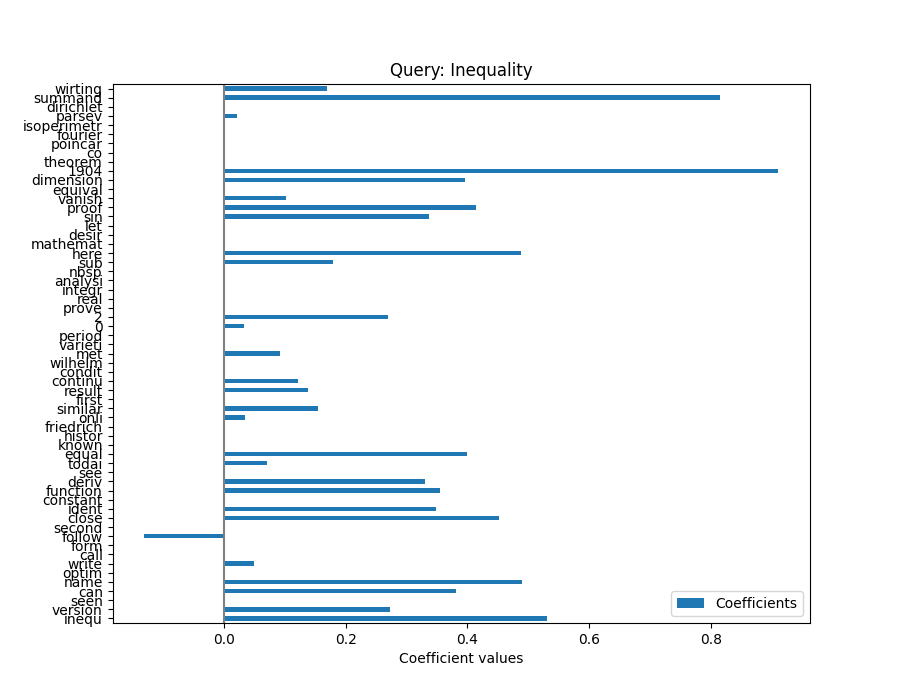 Query: Inequality
wirting
summand
dirichlet
parsev
isoperimetr
fourier
poincar
co
theorem
1904
dimension
equival
vanish
proof
sin
let
desir
mathemat
here
sub
nbsp
analysi
integr
real
prove
2
0
period
varieti
met
wilhelm
condit
continu
result
first
similar
onli
friedrich
histor
known
equal
todai
see
deriv
function
constant
ident
close
second
follow
form
call
write
optim
name
can
seen
version
inequ
Coefficients
0.0 0.2 0.4 0.6 0.8
Coefficient values